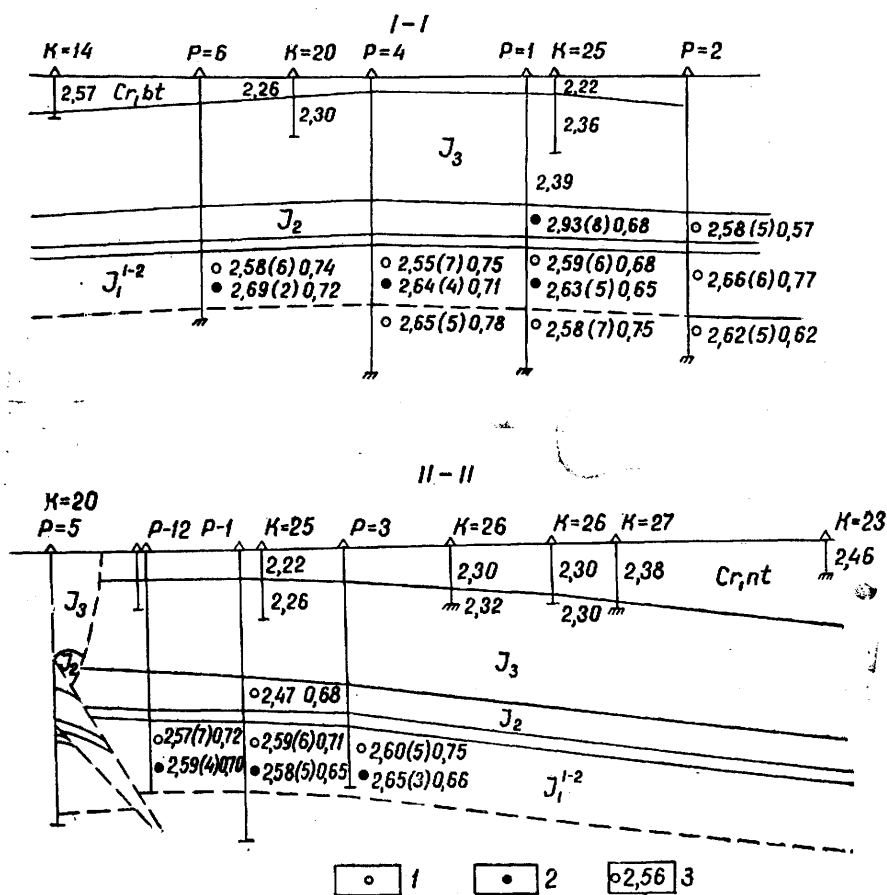 I-I
К=14 Р=6 К=20 Р=4 Р=1 К=25 Р=2
2,57 Cr₁bt 2,26 2,22
2,30 2,36
J₃
2,39
J₂ 2,93(8)0,68 2,58(5)0,57
J₁¹⁻² 2,58(6)0,74 2,55(7)0,75 2,59(6)0,68 2,66(6)0,77
2,69(2)0,72 2,64(4)0,71 2,63(5)0,65
2,65(5)0,78 2,58(7)0,75 2,62(5)0,62
II-II
К=20
Р=5 Р-12 Р-1 К=25 Р=3 К=26 К=26 К=27 К=23
2,22 2,30 2,30 2,38 Cr₁nt 2,46
J₃ 2,26 2,32 2,30
J₃
J₂ 2,47 0,68
J₂
2,57(7)0,72 2,59(6)0,71 2,60(5)0,75
2,59(4)0,70 2,58(5)0,65 2,65(3)0,66 J₁¹⁻²
1 2 2,56 3